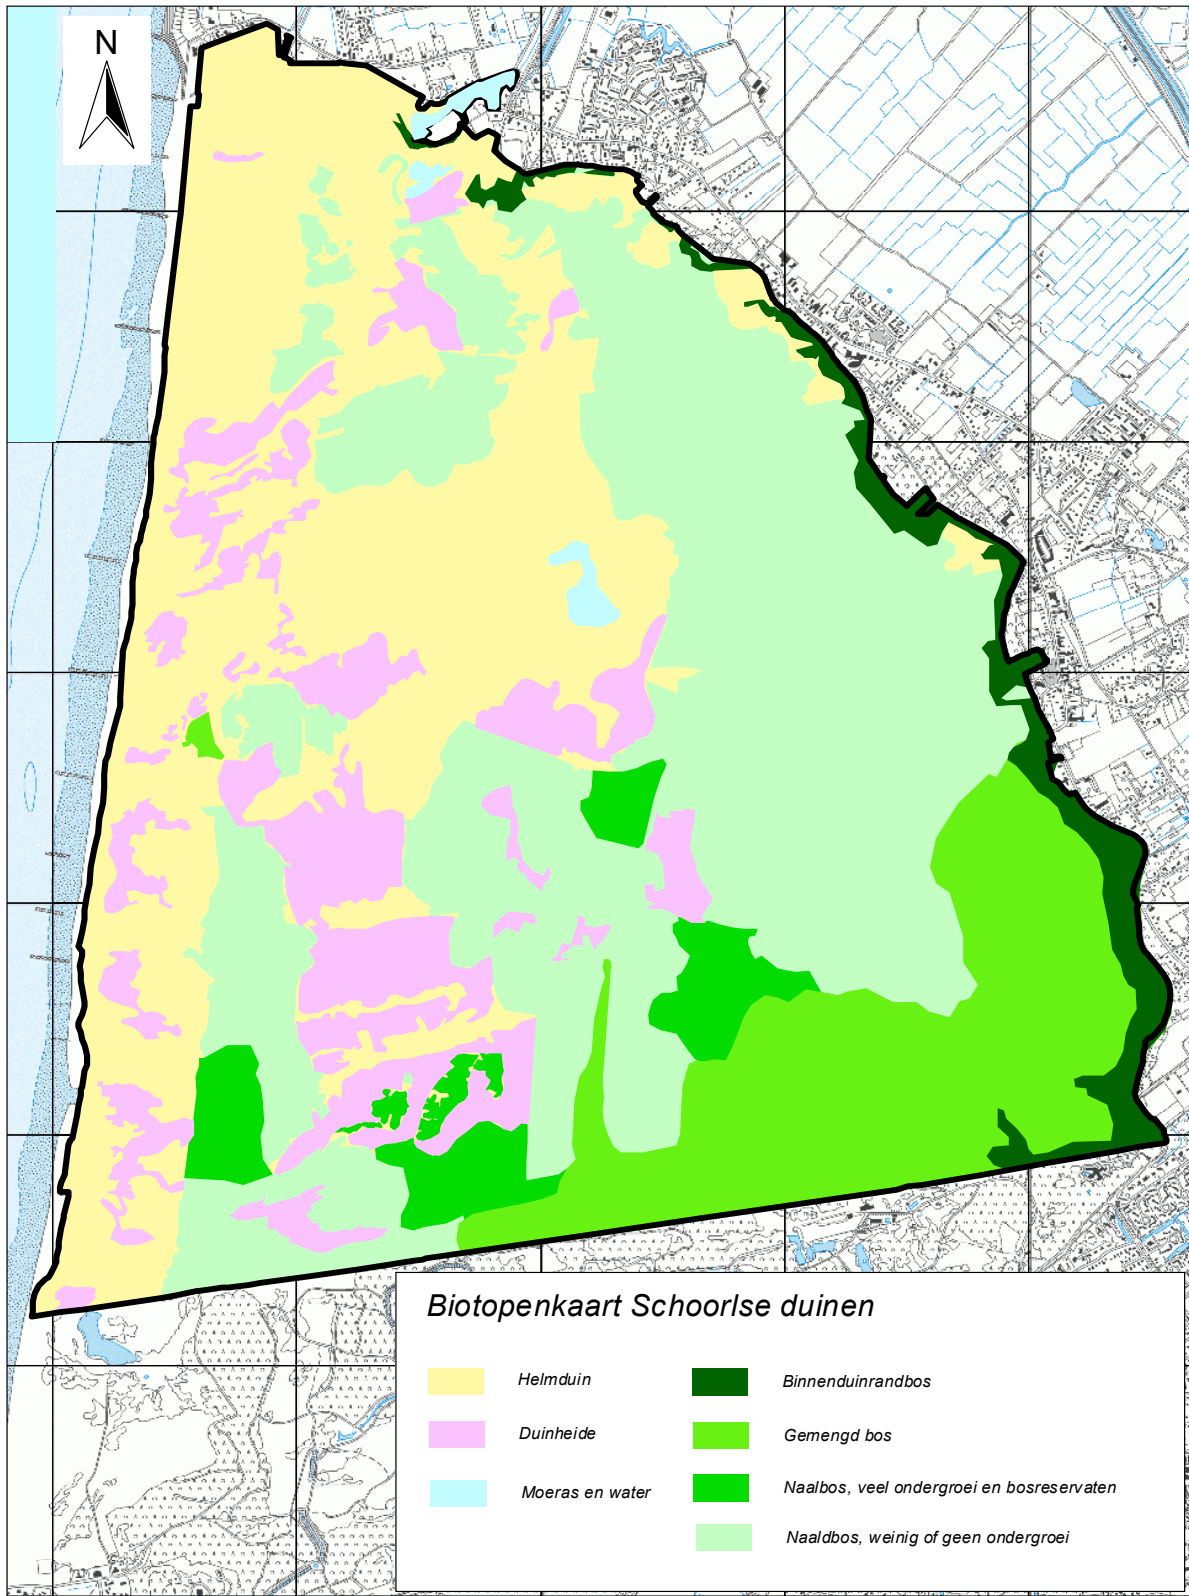 N
Biotopenkaart Schoorlse duinen
Helmduin
Duinheide
Moeras en water
Binnenduinrandbos
Gemengd bos
Naalbos, veel ondergroei en bosreservaten
Naaldbos, weinig of geen ondergroei